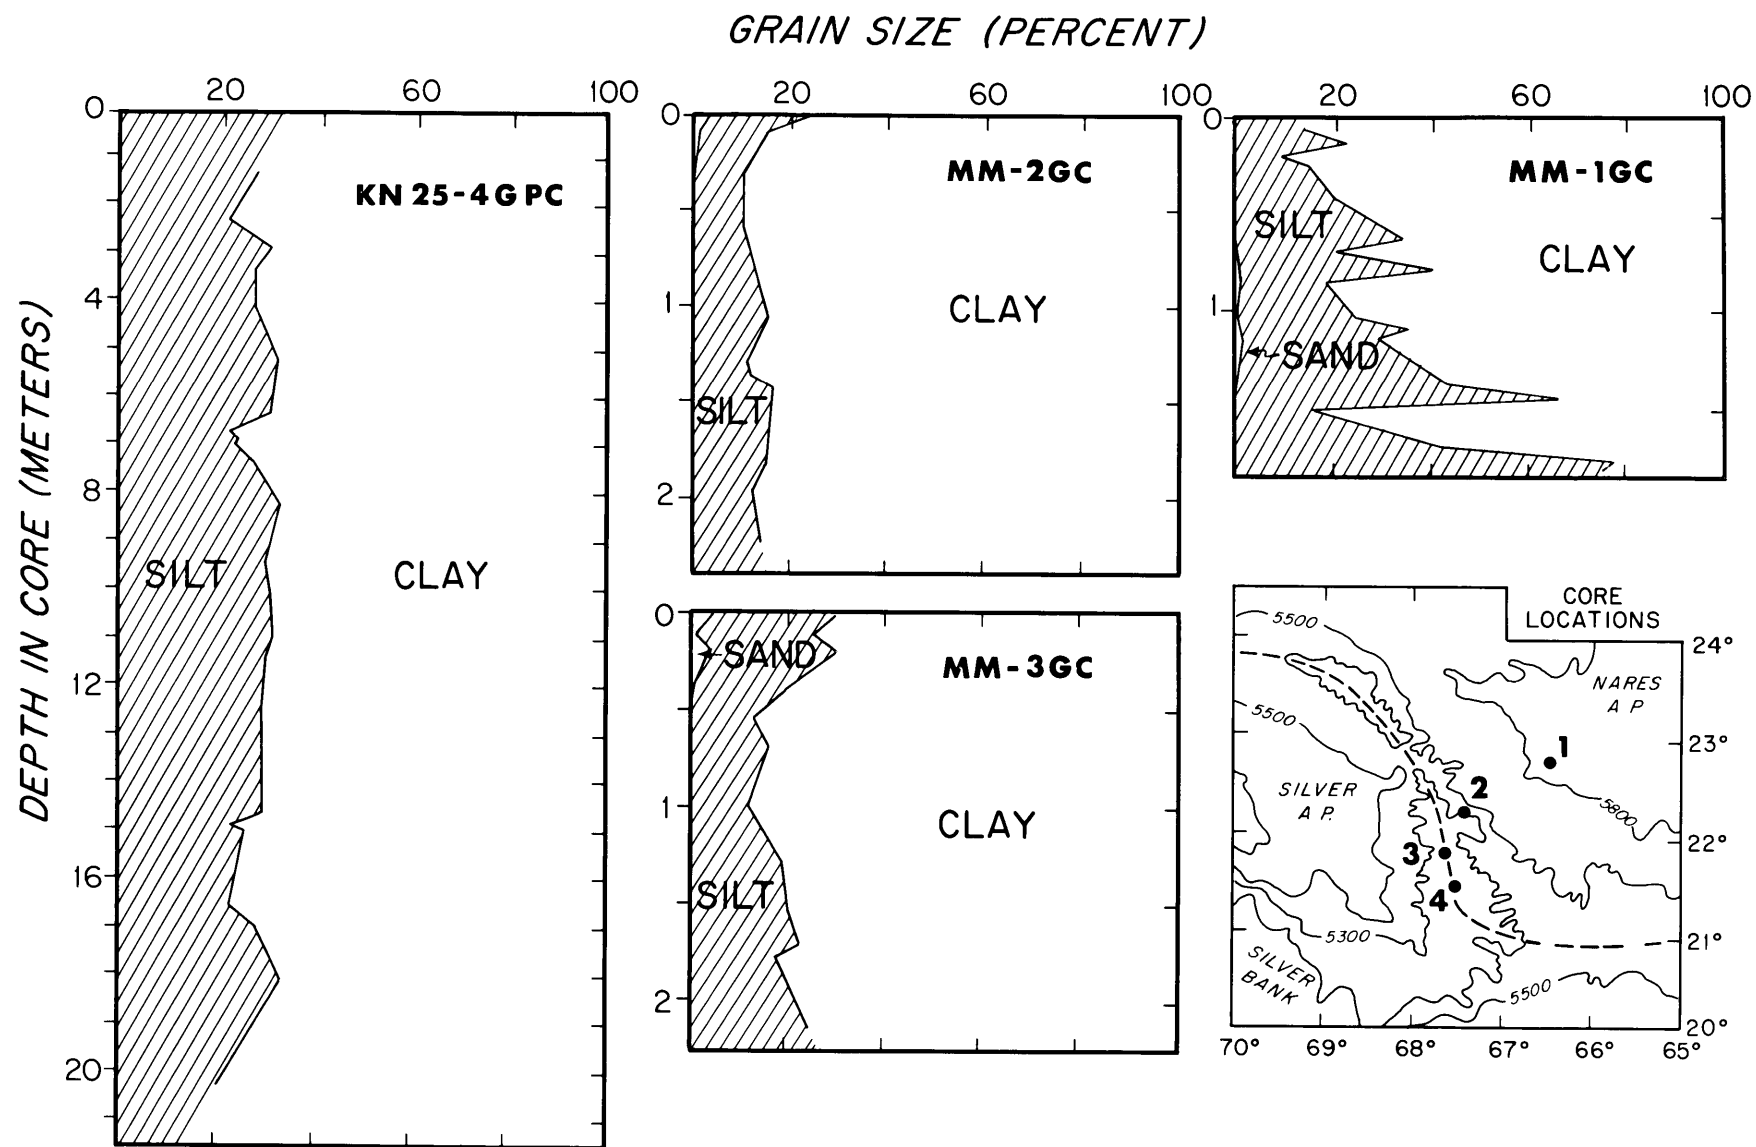 GRAIN SIZE (PERCENT)
20 60 100
20 60 100
20 60 100
DEPTH IN CORE (METERS)
0
4
8
12
16
20
KN 25-4 G PC
SILT
CLAY
0
1
2
MM-2GC
CLAY
SILT
0
1
MM-1GC
SILT
CLAY
SAND
0
1
2
SAND
MM-3GC
CLAY
SILT
CORE
LOCATIONS
5500
24°
NARES
A P
5500
1
23°
SILVER
A P.
2
5800
22°
3
4
5300
21°
SILVER
BANK
5500
20°
70° 69° 68° 67° 66° 65°